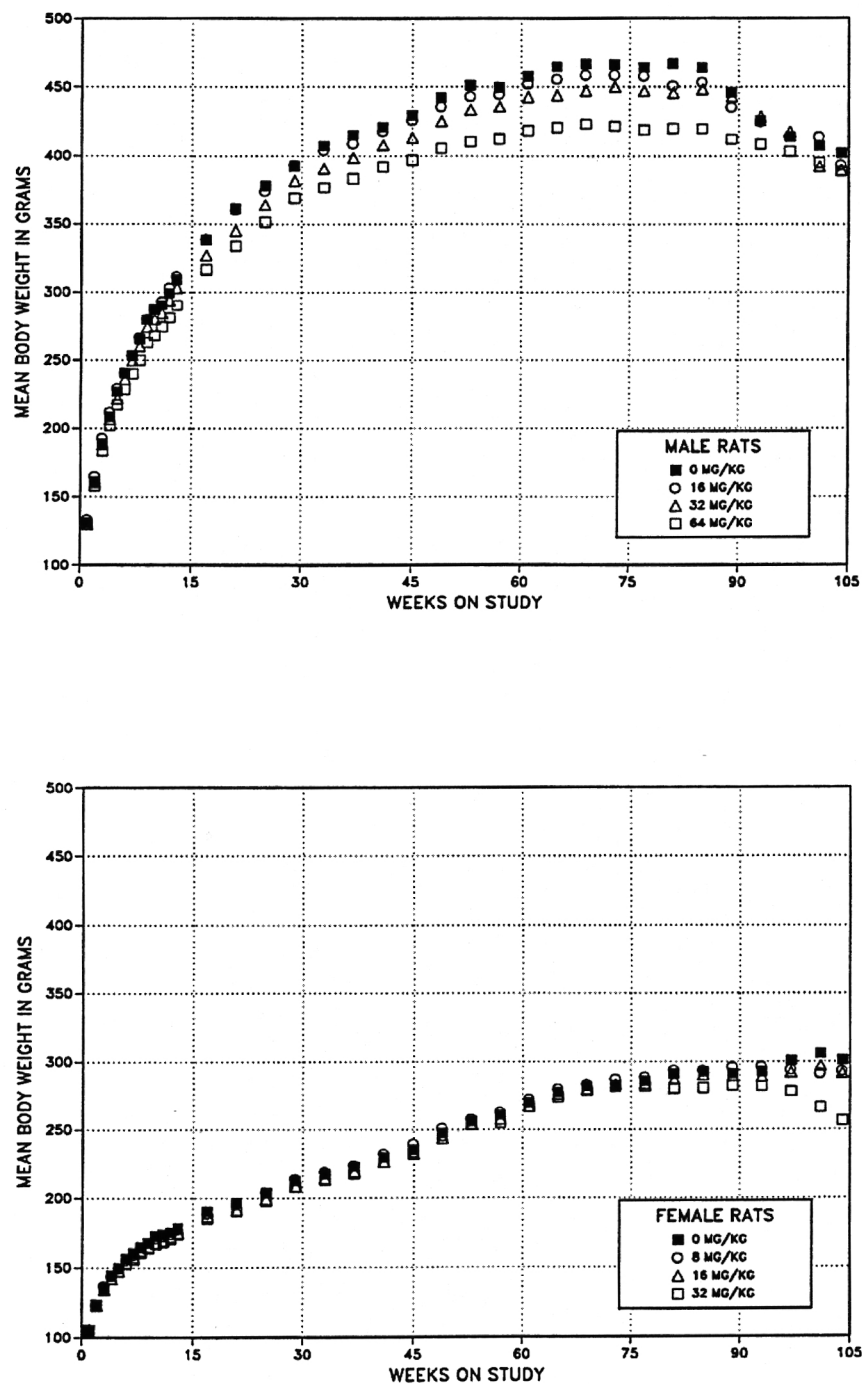 500
450
400
350
300
250
200
150
100
MEAN BODY WEIGHT IN GRAMS
MALE RATS
0 MG/KG
16 MG/KG
32 MG/KG
64 MG/KG
0 15 30 45 60 75 90 105
WEEKS ON STUDY
500
450
400
350
300
250
200
150
100
MEAN BODY WEIGHT IN GRAMS
FEMALE RATS
0 MG/KG
8 MG/KG
16 MG/KG
32 MG/KG
0 15 30 45 60 75 90 105
WEEKS ON STUDY